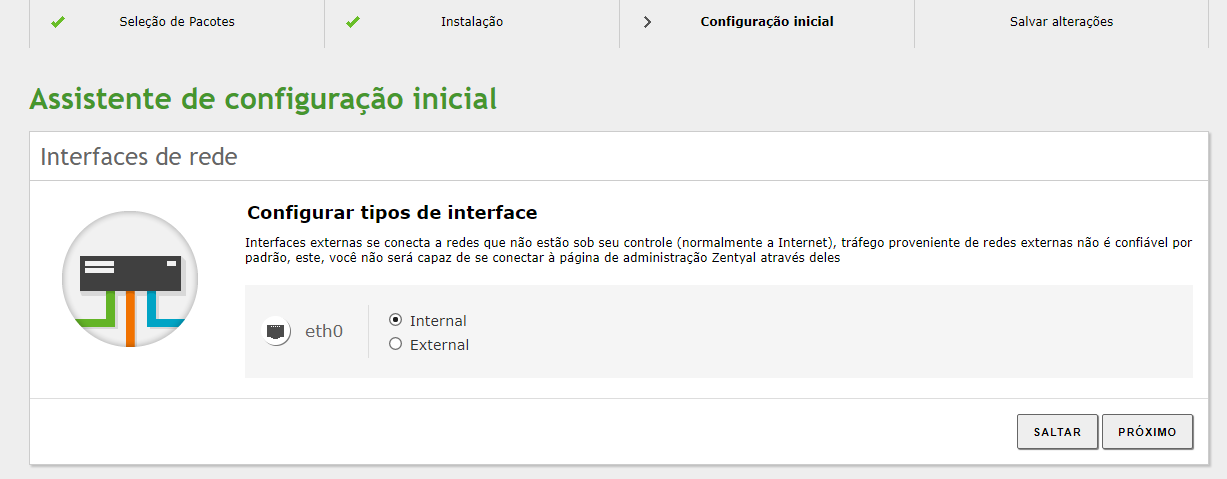 Seleção de Pacotes
Instalação
Configuração inicial
Salvar alterações
Assistente de configuração inicial
Interfaces de rede
Configurar tipos de interface
Interfaces externas se conecta a redes que não estão sob seu controle (normalmente a Internet), tráfego proveniente de redes externas não é confiável por
padrão, este, você não será capaz de se conectar à página de administração Zentyal através deles
eth0
Internal
External
SALTAR
PRÓXIMO